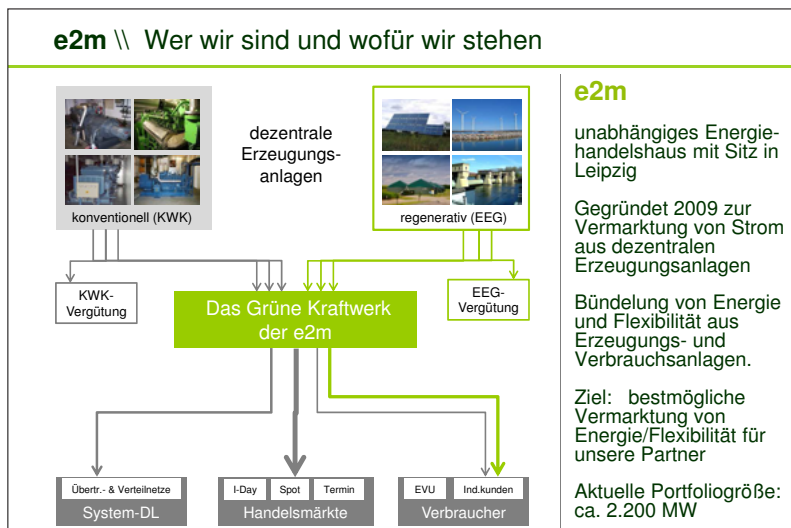 e2m \\ Wer wir sind und wofür wir stehen
dezentrale
Erzeugungs-
anlagen
konventionell (KWK)
regenerativ (EEG)
KWK-
Vergütung
EEG-
Vergütung
Das Grüne Kraftwerk
der e2m
Übertr.- & Verteilnetze
System-DL
I-Day
Spot
Termin
Handelsmärkte
EVU
Ind.kunden
Verbraucher
e2m
unabhängiges Energie-
handelshaus mit Sitz in
Leipzig
Gegründet 2009 zur
Vermarktung von Strom
aus dezentralen
Erzeugungsanlagen
Bündelung von Energie
und Flexibilität aus
Erzeugungs- und
Verbrauchsanlagen.
Ziel: bestmögliche
Vermarktung von
Energie/Flexibilität für
unsere Partner
Aktuelle Portfoliogröße:
ca. 2.200 MW